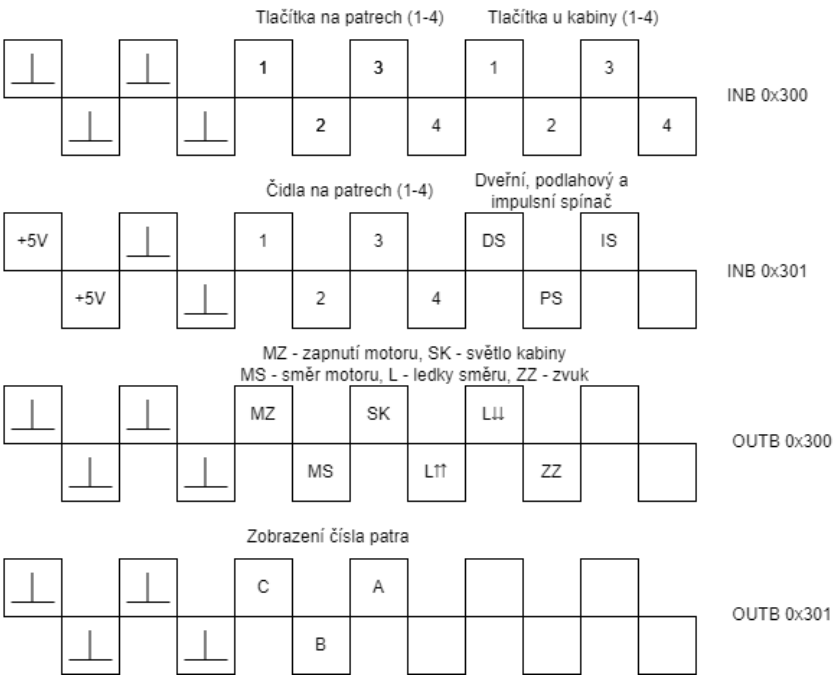 Tlačítka na patrech (1-4) Tlačítka u kabiny (1-4)
1 3 1 3
INB 0x300
2 4 2 4
Čidla na patrech (1-4) Dveřní, podlahový a
impulsní spínač
+5V 1 3 DS IS
INB 0x301
+5V 2 4 PS
MZ - zapnutí motoru, SK - světlo kabiny
MS - směr motoru, L - ledky směru, ZZ - zvuk
MZ SK L⇊
OUTB 0x300
MS L⇈ ZZ
Zobrazení čísla patra
C A
OUTB 0x301
B